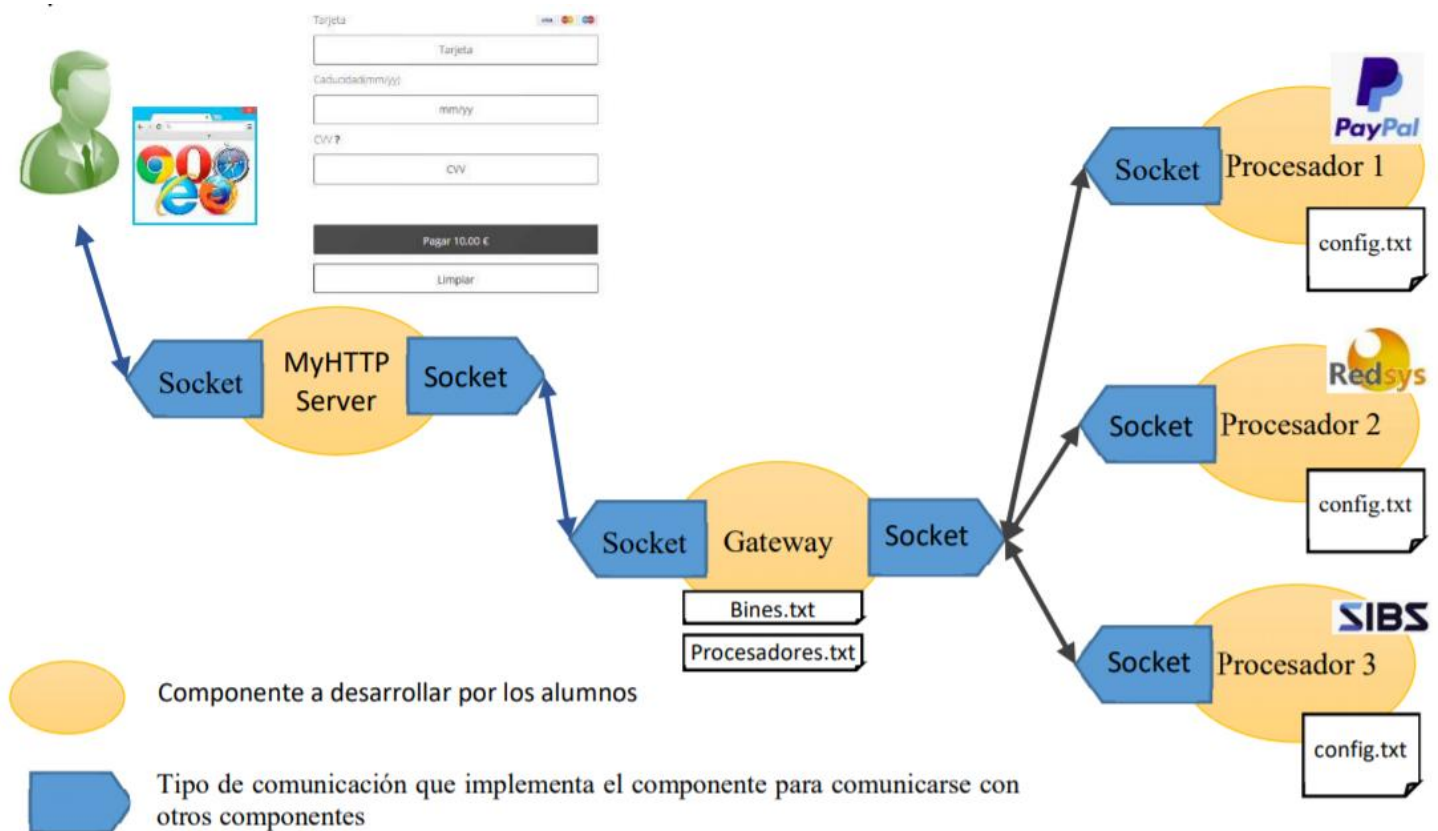 Tarjeta
VISA
Tarjeta
Caducidad(mm/yy)
mm/yy
CVV ?
CVV
Pagar 10.00 €
Limpiar
PayPal
Socket
Procesador 1
config.txt
Socket
MyHTTP
Server
Socket
Redsys
Socket
Procesador 2
config.txt
Socket
Gateway
Socket
Bines.txt
Procesadores.txt
SIBS
Socket
Procesador 3
config.txt
Componente a desarrollar por los alumnos
Tipo de comunicación que implementa el componente para comunicarse con
otros componentes